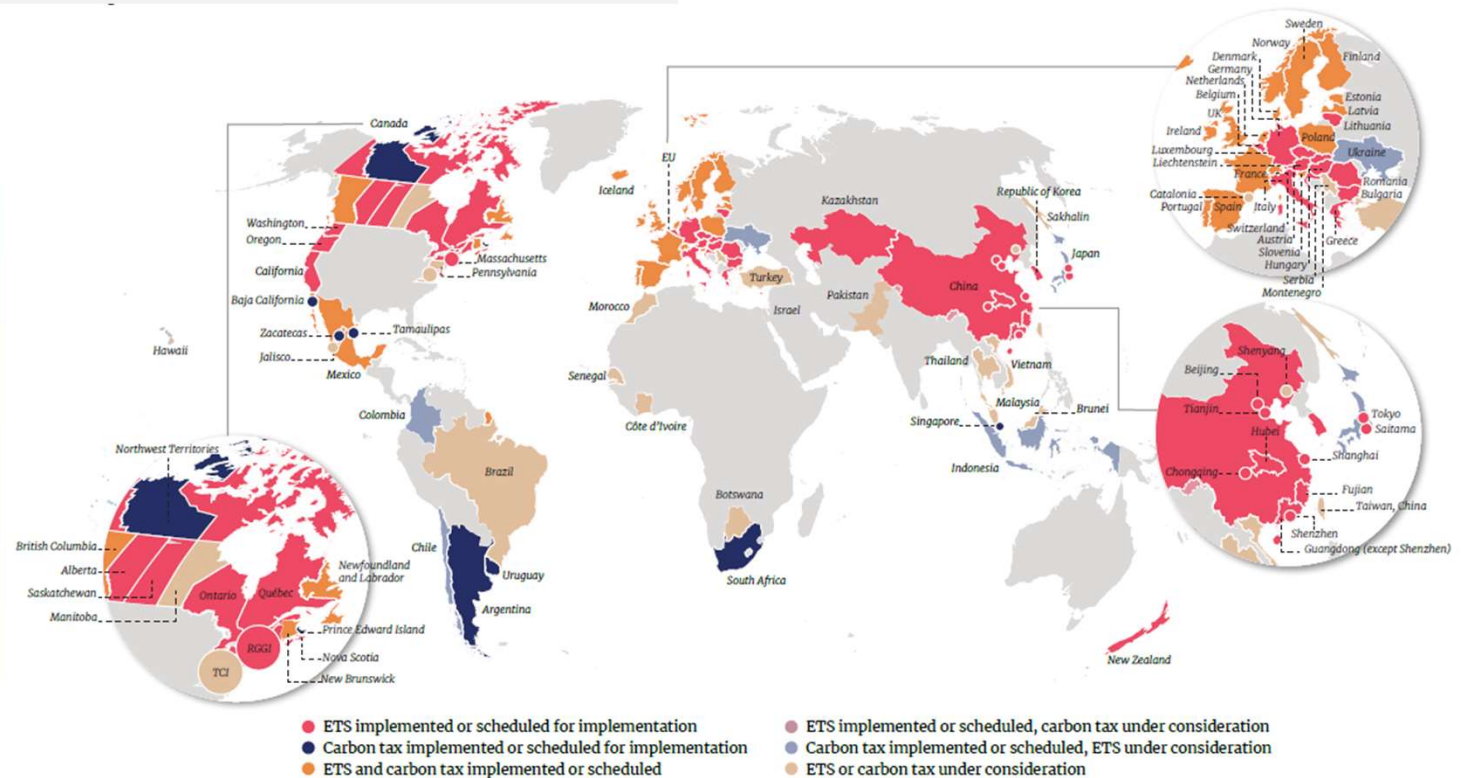 Canada
Washington
Oregon
California
Baja California
Zacatecas
Jalisco
Mexico
Tamaulipas
Massachusetts
Pennsylvania
Hawaii
Colombia
Brazil
Chile
Uruguay
Argentina
Iceland
EU
Morocco
Senegal
Côte d'Ivoire
Botswana
South Africa
Turkey
Israel
Kazakhstan
Pakistan
China
Republic of Korea
Sakhalin
Japan
Thailand
Vietnam
Malaysia
Brunei
Singapore
Indonesia
New Zealand
Northwest Territories
British Columbia
Alberta
Saskatchewan
Manitoba
Ontario
Québec
Newfoundland
and Labrador
Prince Edward Island
Nova Scotia
New Brunswick
RGGI
TCI
Sweden
Norway
Denmark
Germany
Netherlands
Belgium
UK
Ireland
Luxembourg
Liechtenstein
France
Catalonia
Portugal
Spain
Italy
Switzerland
Austria
Slovenia
Hungary
Serbia
Montenegro
Greece
Finland
Estonia
Latvia
Lithuania
Poland
Ukraine
Romania
Bulgaria
Shenyang
Beijing
Tianjin
Hubei
Chongqing
Tokyo
Saitama
Shanghai
Fujian
Taiwan, China
Shenzhen
Guangdong (except Shenzhen)
ETS implemented or scheduled for implementation
Carbon tax implemented or scheduled for implementation
ETS and carbon tax implemented or scheduled
ETS implemented or scheduled, carbon tax under consideration
Carbon tax implemented or scheduled, ETS under consideration
ETS or carbon tax under consideration